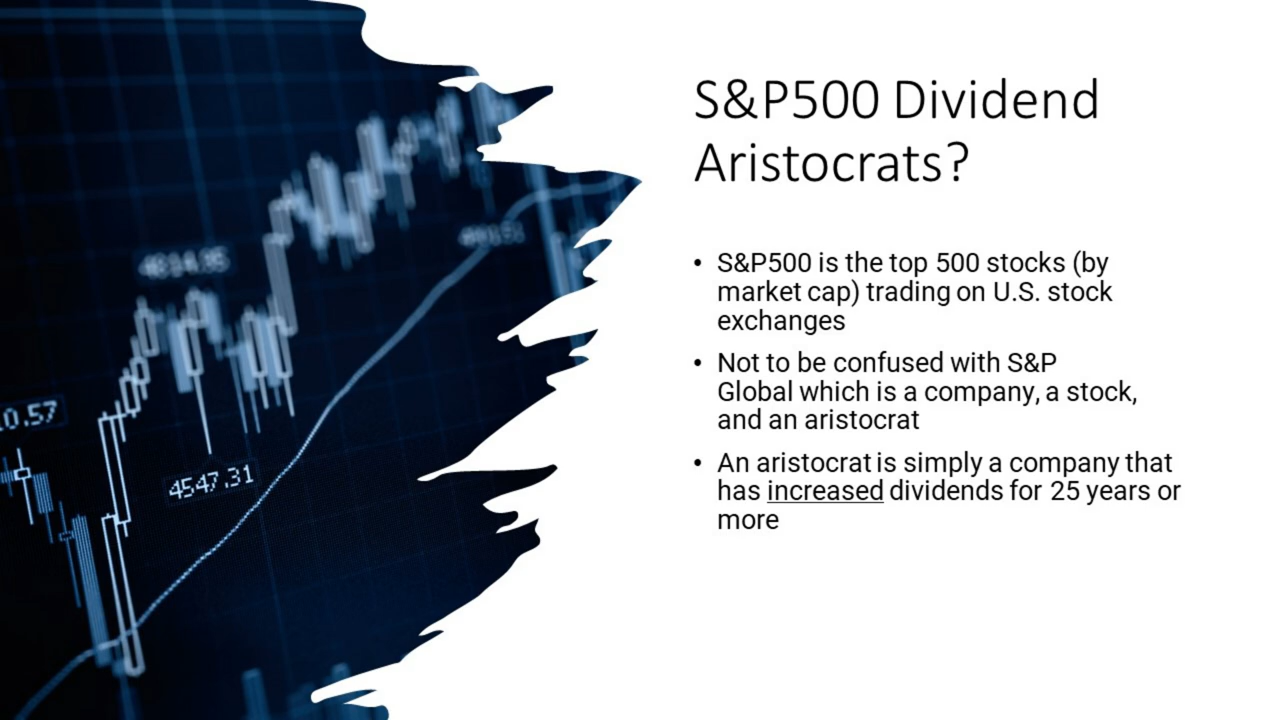 S&P500 Dividend
Aristocrats?
• S&P500 is the top 500 stocks (by
market cap) trading on U.S. stock
exchanges
• Not to be confused with S&P
Global which is a company, a stock,
and an aristocrat
• An aristocrat is simply a company that
has increased dividends for 25 years or
more
4547.31